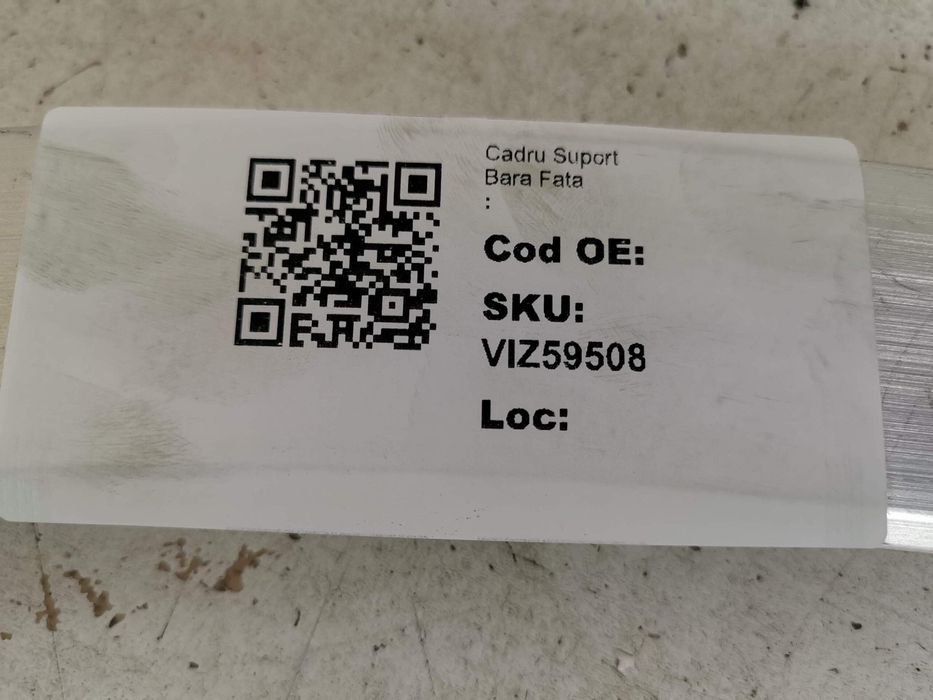 Cadru Suport
Bara Fata
:
Cod OE:
SKU:
VIZ59508
Loc: